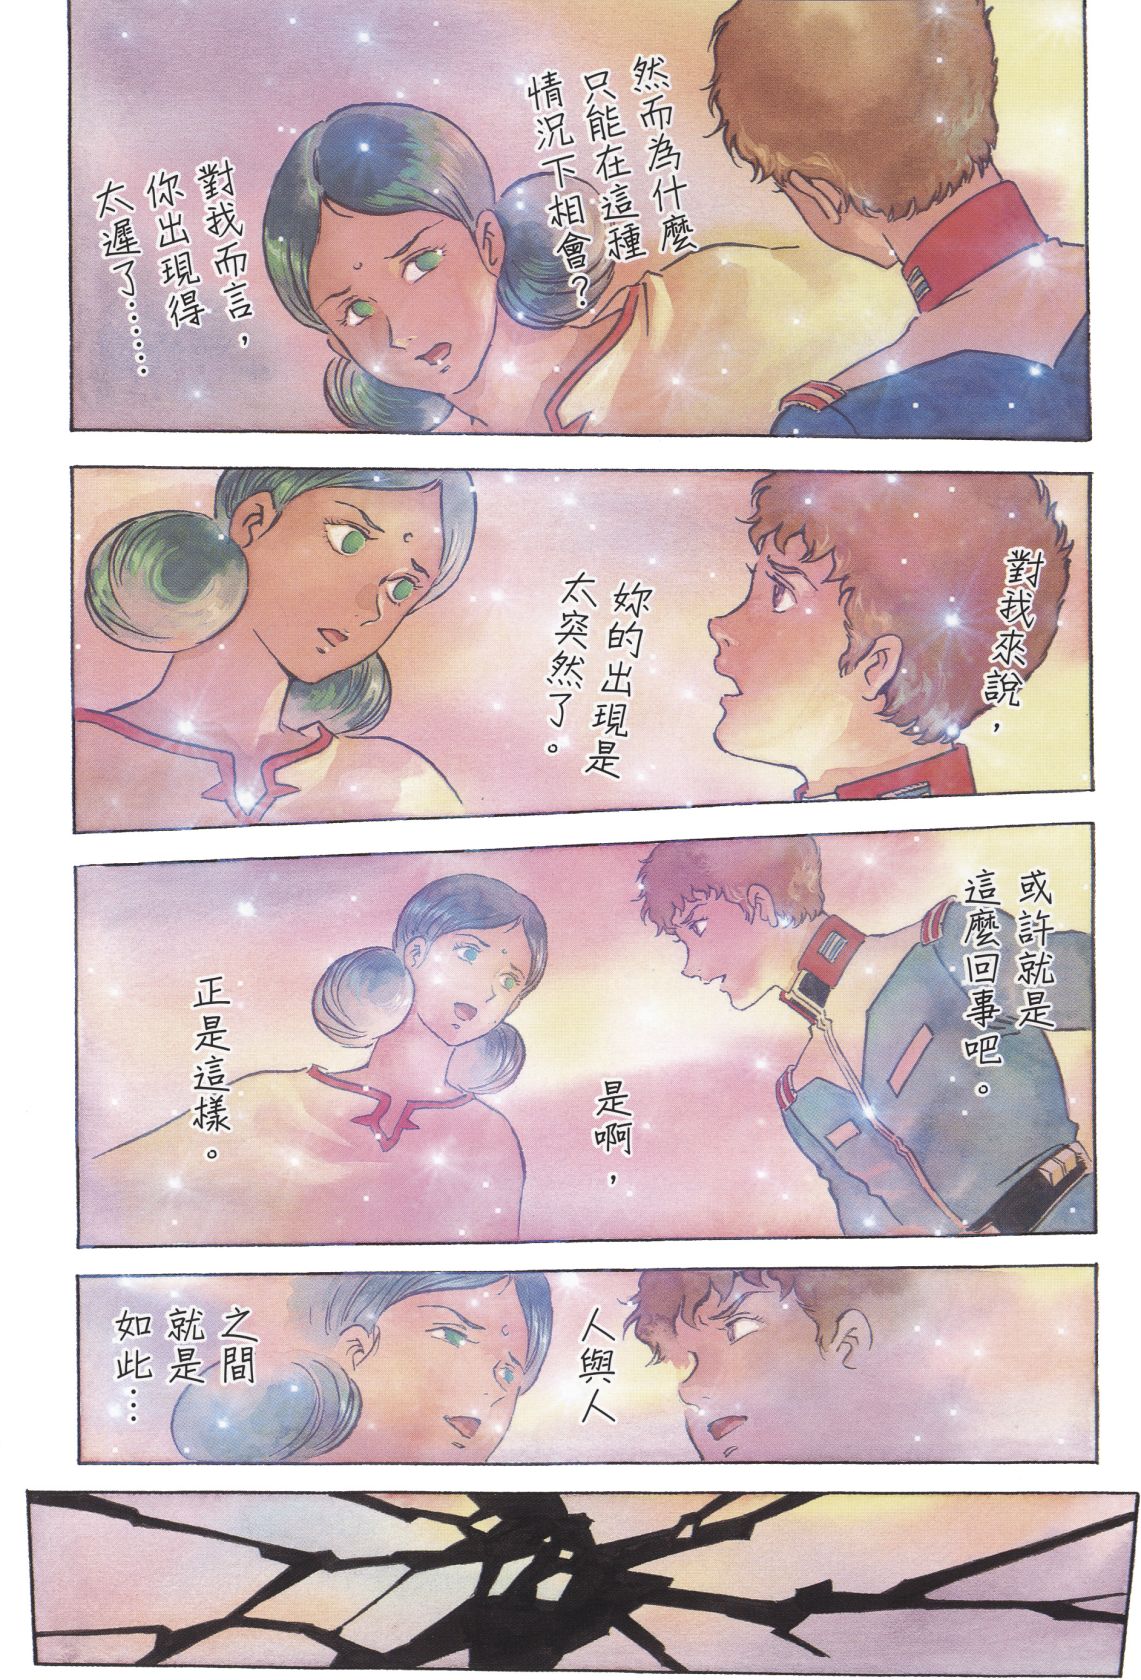 然而為什麼
只能在這種
情況下相會？
對我而言，
你出現得
太遲了……
對我來說，
妳的出現是
太突然了。
或許就是
這麼回事吧。
是啊，
正是這樣。
人與人
之間
就是
如此…